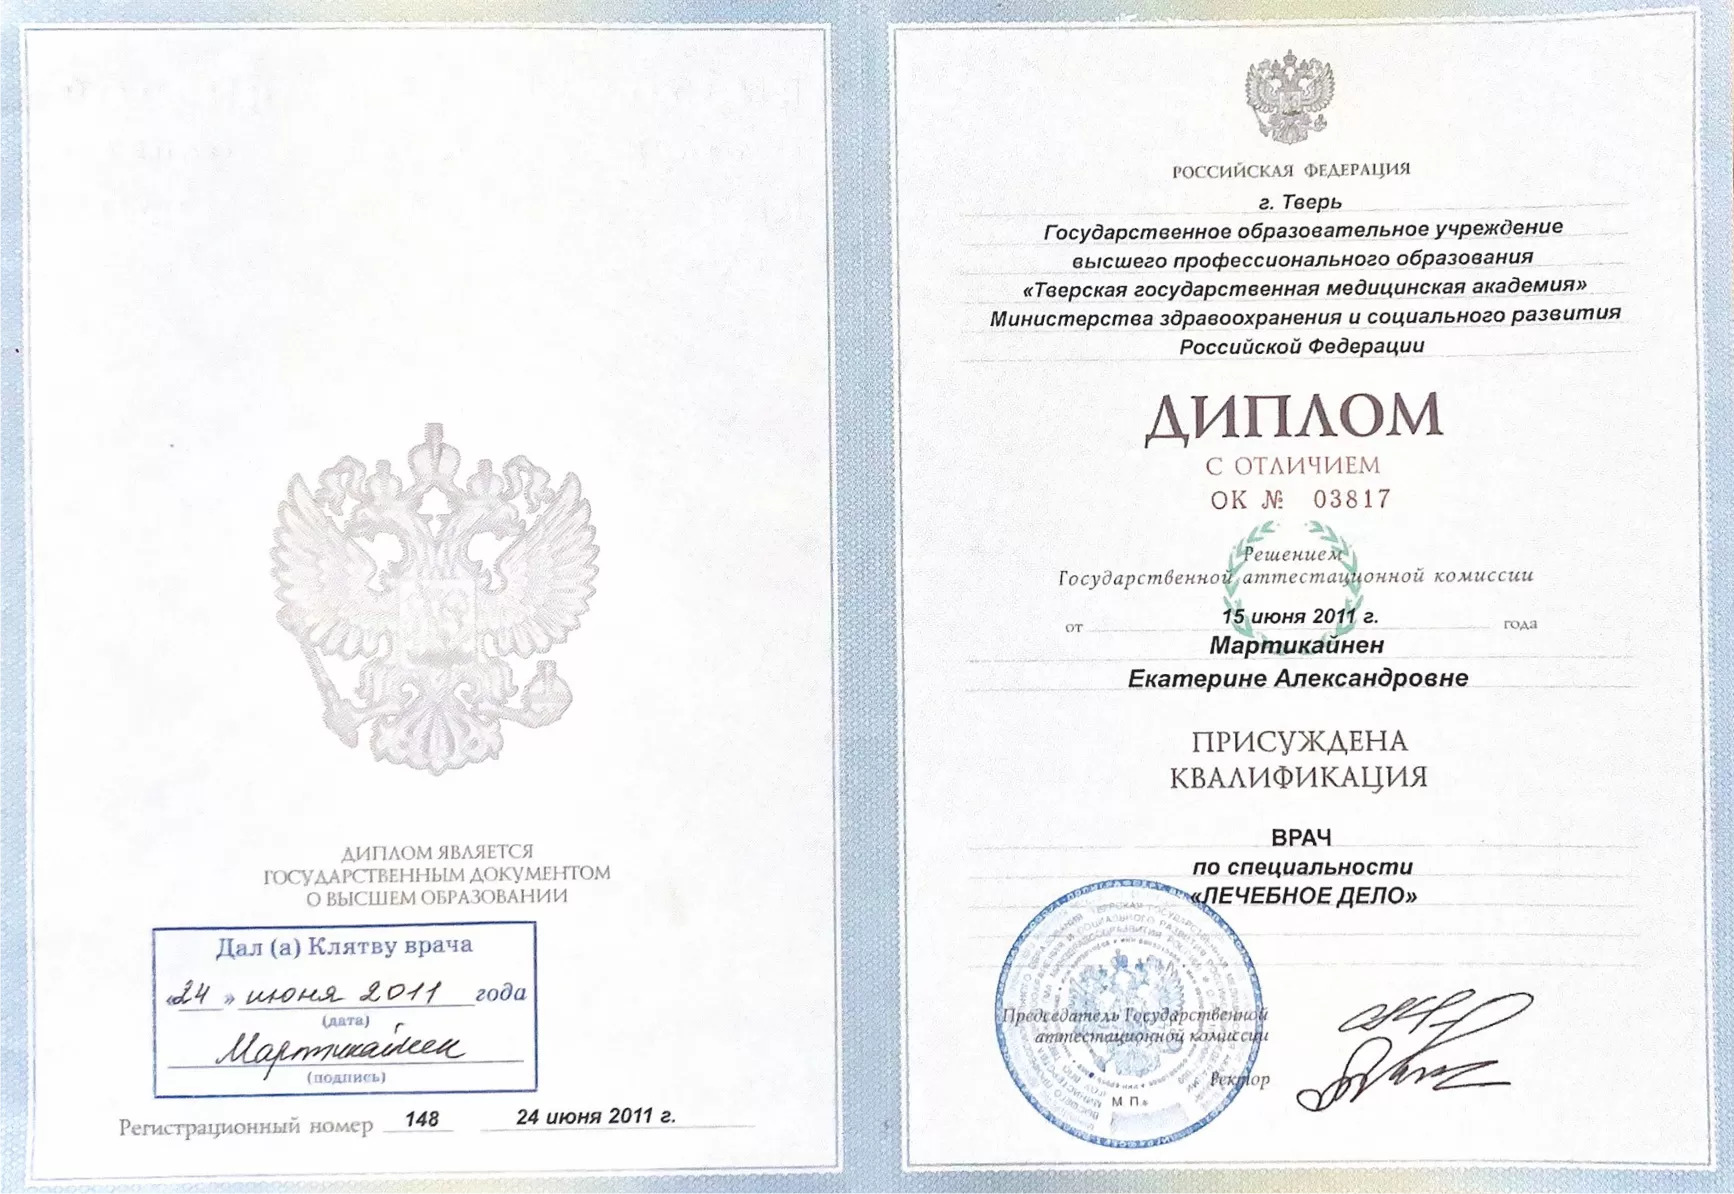 ДИПЛОМ ЯВЛЯЕТСЯ
ГОСУДАРСТВЕННЫМ ДОКУМЕНТОМ
О ВЫСШЕМ ОБРАЗОВАНИИ
Дал (а) Клятву врача
«24» июня 2011 года
(дата)
Мартикайнен
(подпись)
Регистрационный номер 148 24 июня 2011 г.
РОССИЙСКАЯ ФЕДЕРАЦИЯ
г. Тверь
Государственное образовательное учреждение
высшего профессионального образования
«Тверская государственная медицинская академия»
Министерства здравоохранения и социального развития
Российской Федерации
ДИПЛОМ
С ОТЛИЧИЕМ
ОК № 03817
Решением
Государственной аттестационной комиссии
от 15 июня 2011 г. года
Мартикайнен
Екатерине Александровне
ПРИСУЖДЕНА
КВАЛИФИКАЦИЯ
ВРАЧ
по специальности
«ЛЕЧЕБНОЕ ДЕЛО»
Председатель Государственной
аттестационной комиссии
Ректор
М П.